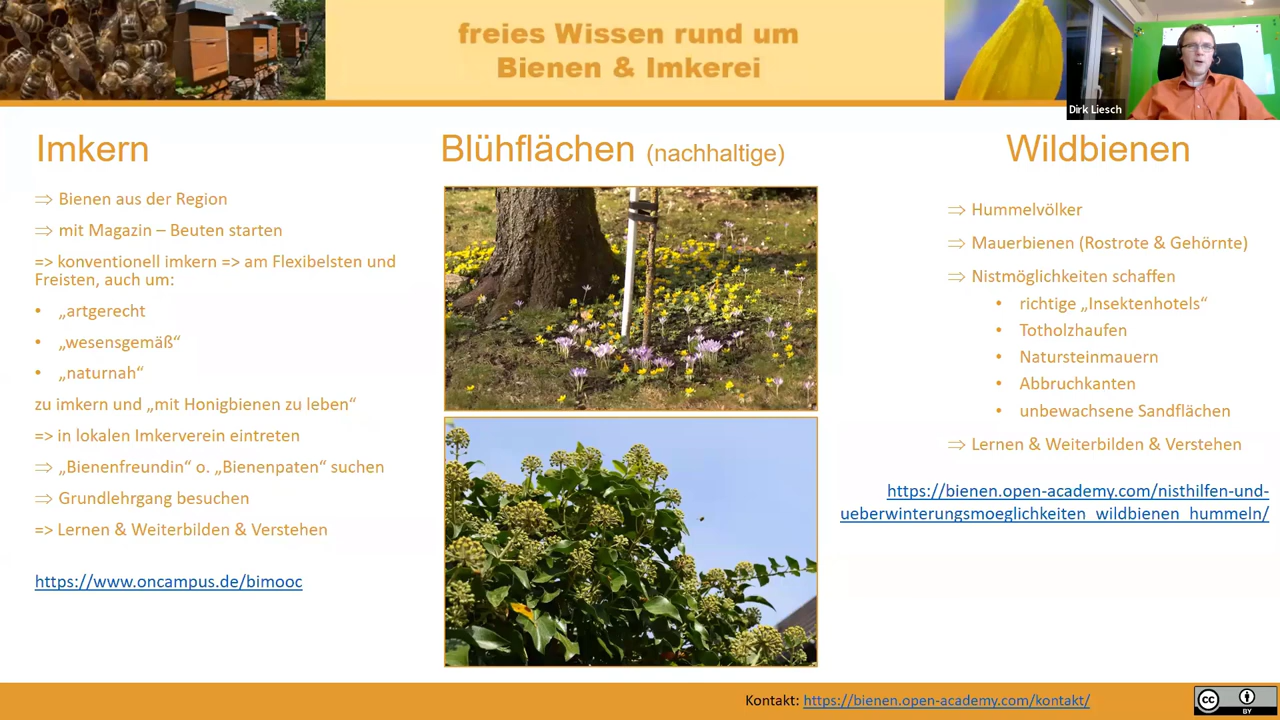 freies Wissen rund um
Bienen & Imkerei
Dirk Liesch
Imkern
⇒ Bienen aus der Region
⇒ mit Magazin – Beuten starten
=> konventionell imkern => am Flexibelsten und
Freisten, auch um:
• „artgerecht
• „wesensgemäß“
• „naturnah“
zu imkern und „mit Honigbienen zu leben“
=> in lokalen Imkerverein eintreten
⇒ „Bienenfreundin“ o. „Bienenpaten“ suchen
⇒ Grundlehrgang besuchen
=> Lernen & Weiterbilden & Verstehen
https://www.oncampus.de/bimooc
Blühflächen (nachhaltige)
Wildbienen
⇒ Hummelvölker
⇒ Mauerbienen (Rostrote & Gehörnte)
⇒ Nistmöglichkeiten schaffen
• richtige „Insektenhotels“
• Totholzhaufen
• Natursteinmauern
• Abbruchkanten
• unbewachsene Sandflächen
⇒ Lernen & Weiterbilden & Verstehen
https://bienen.open-academy.com/nisthilfen-und-
ueberwinterungsmoeglichkeiten_wildbienen_hummeln/
Kontakt: https://bienen.open-academy.com/kontakt/
CC BY